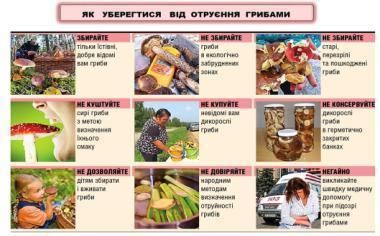 ЯК УБЕРЕГТИСЯ ВІД ОТРУЄННЯ ГРИБАМИ
ЗБИРАЙТЕ
тільки їстівні,
добре відомі
вам гриби
НЕ ЗБИРАЙТЕ
гриби
в екологічно
забруднених
зонах
НЕ ЗБИРАЙТЕ
старі,
перезрілі
та пошкоджені
гриби
НЕ КУШТУЙТЕ
сирі гриби
з метою
визначення
їхнього
смаку
НЕ КУПУЙТЕ
невідомі вам
дикорослі
гриби
НЕ КОНСЕРВУЙТЕ
дикорослі
гриби
в герметично
закритих
банках
НЕ ДОЗВОЛЯЙТЕ
дітям збирати
і вживати
гриби
НЕ ДОВІРЯЙТЕ
народним
методам
визначення
отруйності
грибів
НЕГАЙНО
викликайте
швидку медичну
допомогу
при підозрі
отруєння
грибами